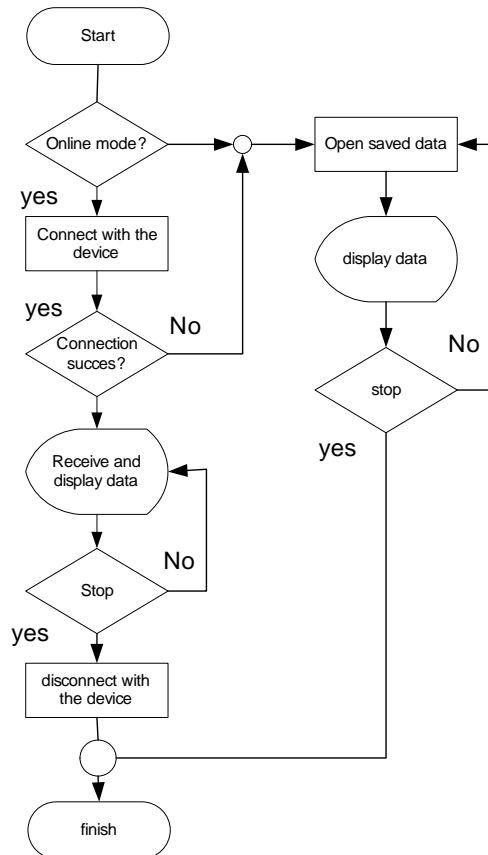 Start
Online mode?
yes
Connect with the
device
yes
Connection
succes?
No
Receive and
display data
Stop
No
yes
disconnect with
the device
finish
Open saved data
display data
stop
No
yes